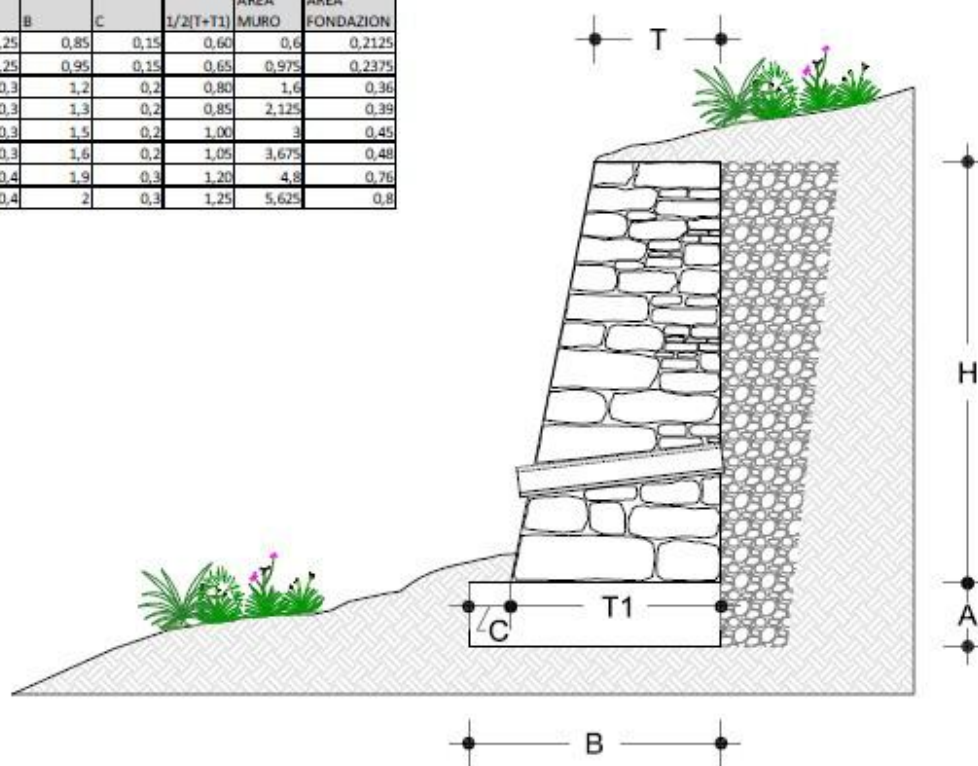 B C 1/2(T+T1) AREA MURO AREA FONDAZION
0,85 0,15 0,60 0,6 0,2125
0,95 0,15 0,65 0,975 0,2375
0,3 1,2 0,2 0,80 1,6 0,36
0,3 1,3 0,2 0,85 2,125 0,39
0,3 1,5 0,2 1,00 3 0,45
0,3 1,6 0,2 1,05 3,675 0,48
0,4 1,9 0,3 1,20 4,8 0,76
0,4 2 0,3 1,25 5,625 0,8
T
H
A
C T1
B